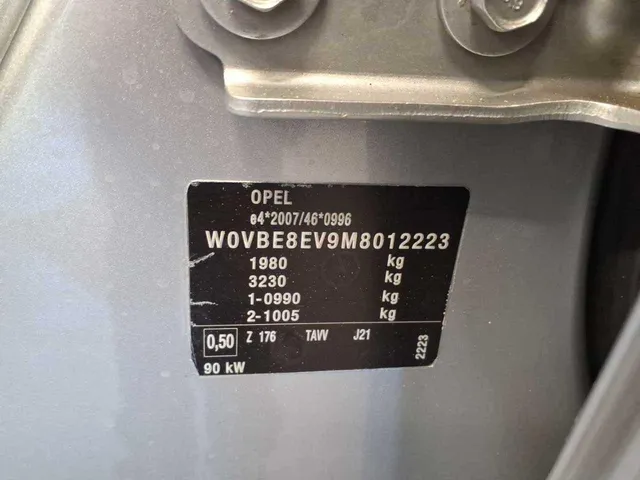 OPEL
e4*2007/46*0996
W0VBE8EV9M8012223
1980 kg
3230 kg
1-0990 kg
2-1005 kg
0,50 Z 176 TAVV J21
2223
90 kW